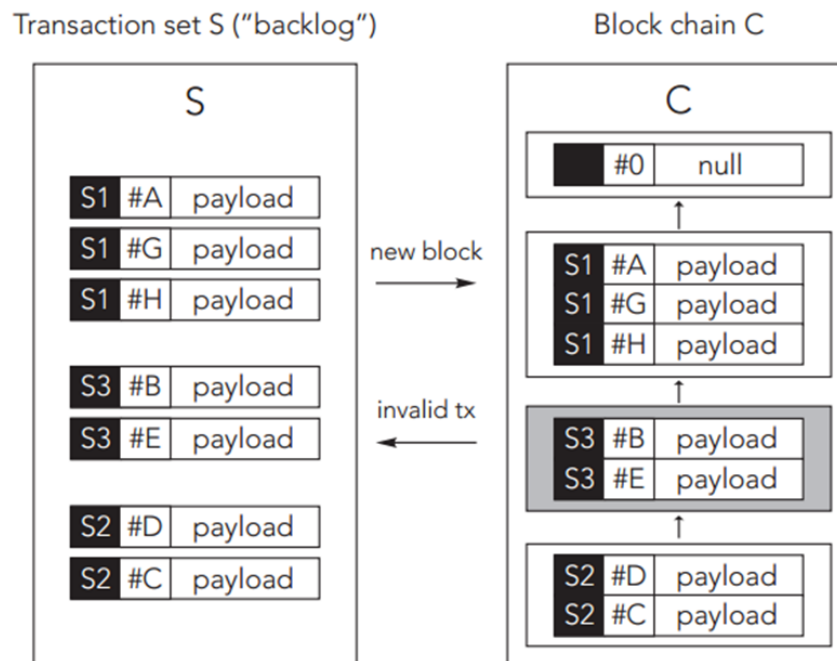 Transaction set S ("backlog")
S
S1 #A payload
S1 #G payload
S1 #H payload
S3 #B payload
S3 #E payload
S2 #D payload
S2 #C payload
new block
invalid tx
Block chain C
C
#0 null
S1 #A payload
S1 #G payload
S1 #H payload
S3 #B payload
S3 #E payload
S2 #D payload
S2 #C payload